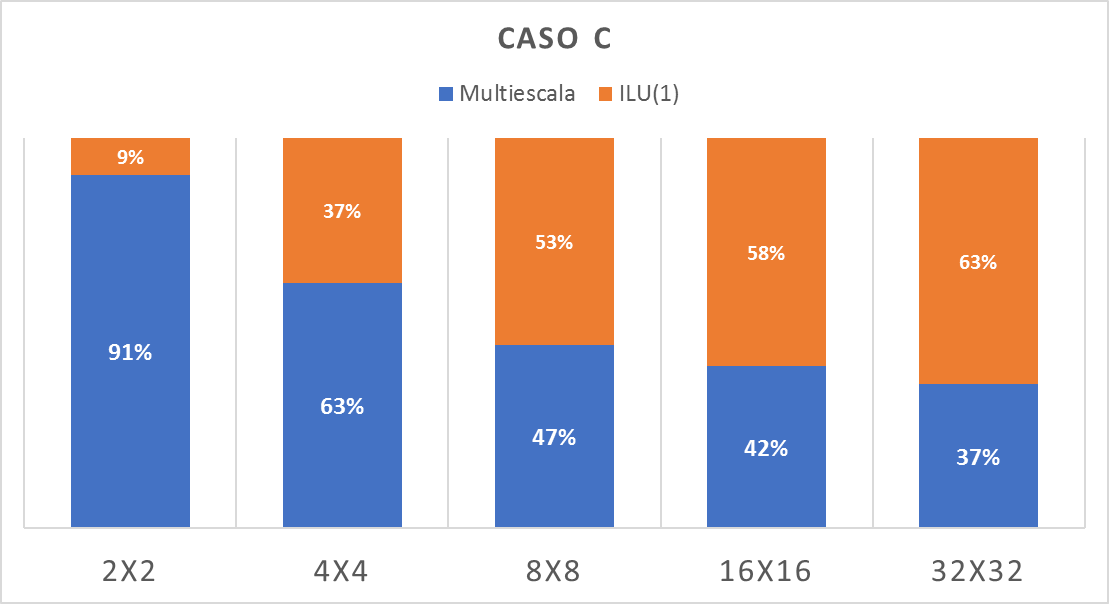 CASO C
Multiescala ILU(1)
9% 37% 53% 58% 63%
91% 63% 47% 42% 37%
2X2 4X4 8X8 16X16 32X32